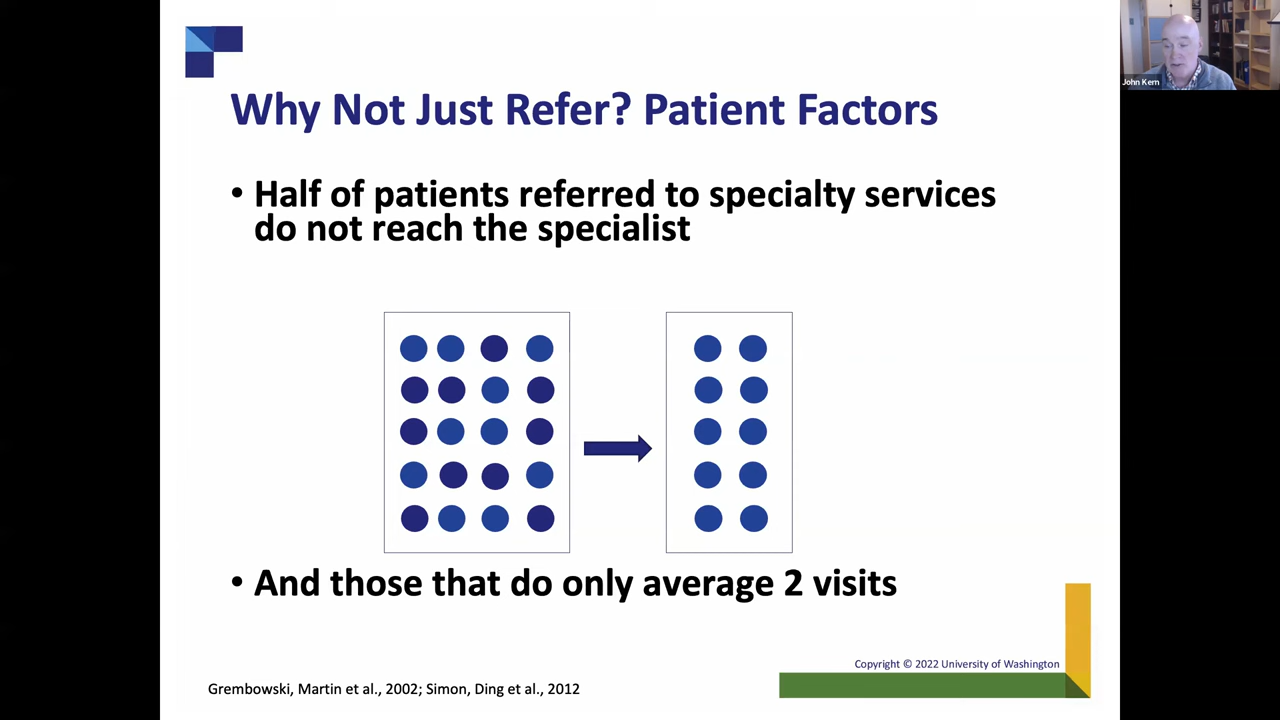 John Kern
Why Not Just Refer? Patient Factors
• Half of patients referred to specialty services
do not reach the specialist
• And those that do only average 2 visits
Copyright © 2022 University of Washington
Grembowski, Martin et al., 2002; Simon, Ding et al., 2012